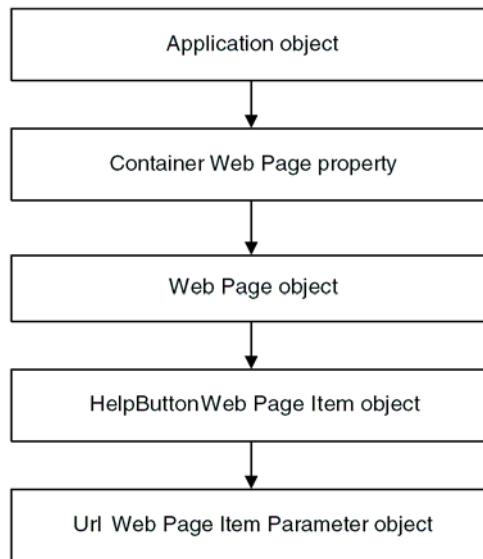 Application object
Container Web Page property
Web Page object
HelpButtonWeb Page Item object
Url Web Page Item Parameter object